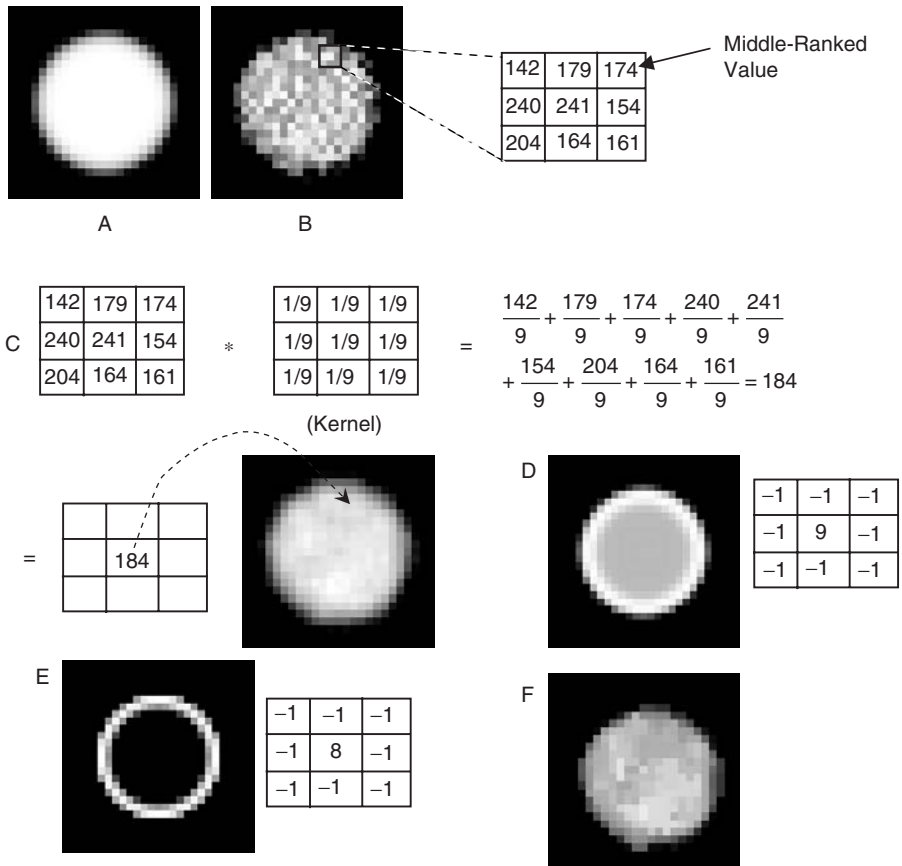 Middle-Ranked
Value
142 179 174
240 241 154
204 164 161
A B
C
142 179 174
240 241 154
204 164 161
*
1/9 1/9 1/9
1/9 1/9 1/9
1/9 1/9 1/9
(Kernel)
= 142/9 + 179/9 + 174/9 + 240/9 + 241/9
+ 154/9 + 204/9 + 164/9 + 161/9 = 184
=
184
D
−1 −1 −1
−1 9 −1
−1 −1 −1
E
−1 −1 −1
−1 8 −1
−1 −1 −1
F